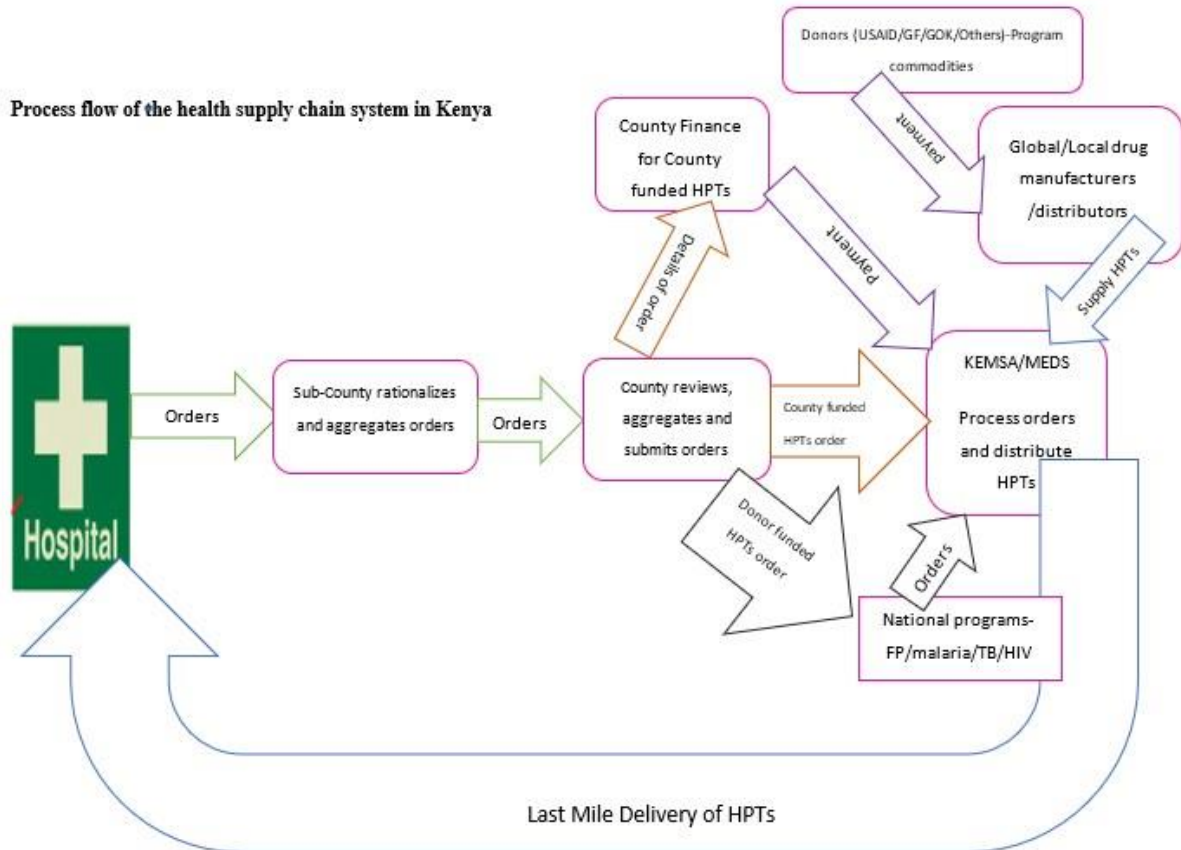 Process flow of the health supply chain system in Kenya
Donors (USAID/GF/GOK/Others)-Program
commodities
payment
County Finance
for County
funded HPTs
Global/Local drug
manufacturers
/distributors
Payment
Supply HPTs
Details of order
Hospital
Orders
Sub-County rationalizes
and aggregates orders
Orders
County reviews,
aggregates and
submits orders
County funded
HPTs order
KEMSA/MEDS
Process orders
and distribute
HPTs
Donor funded
HPTs order
Orders
National programs-
FP/malaria/TB/HIV
Last Mile Delivery of HPTs